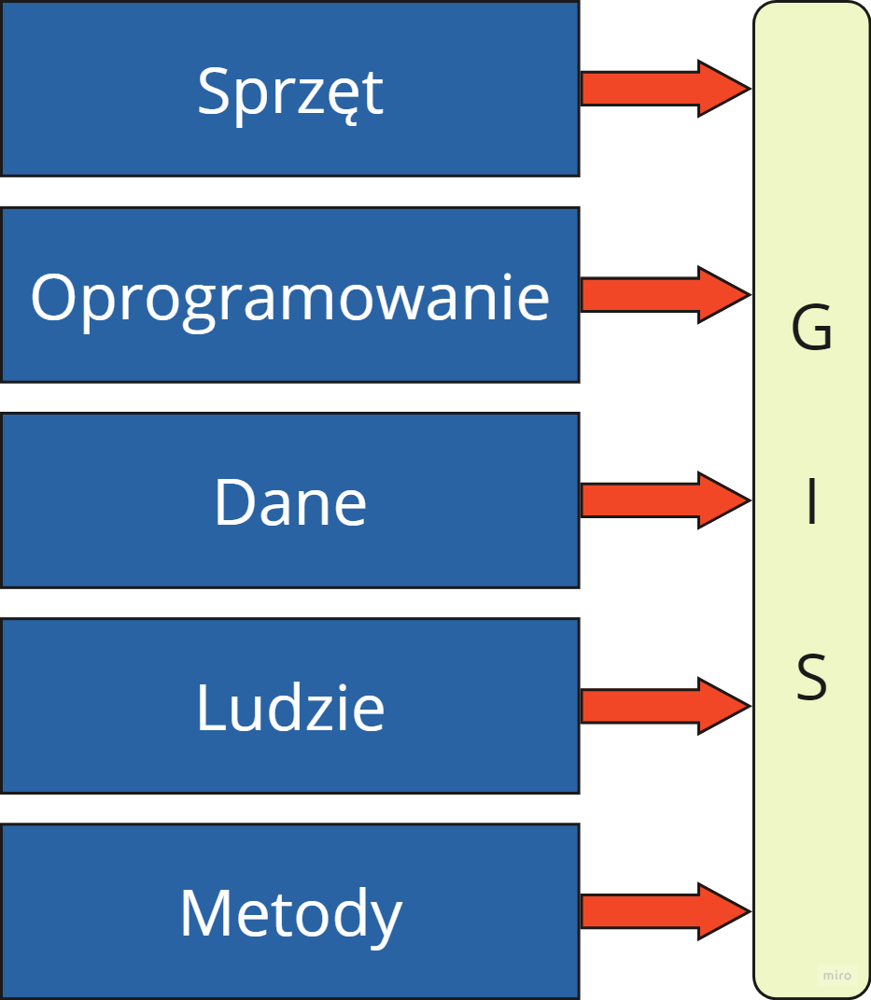 Sprzęt
Oprogramowanie
Dane
Ludzie
Metody
G
I
S
miro